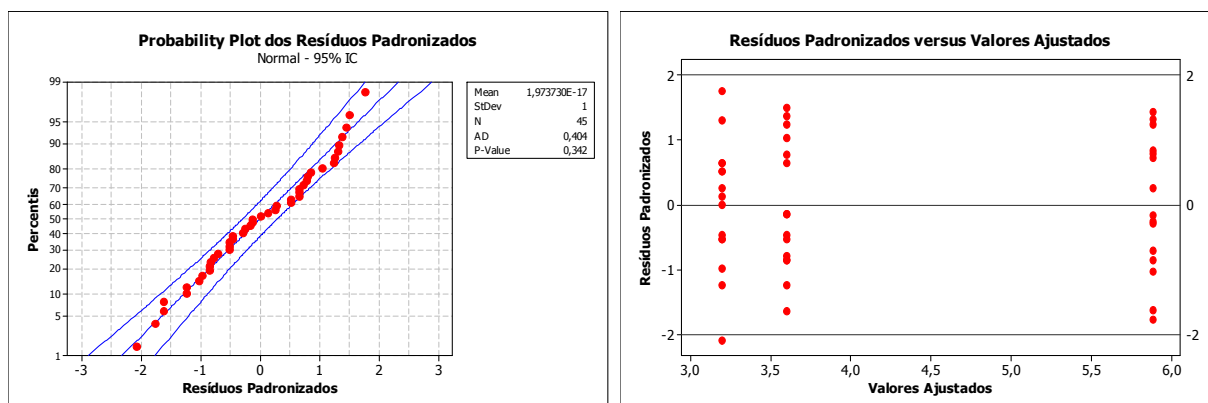 Probability Plot dos Resíduos Padronizados
Normal - 95% IC
99
95
90
80
70
60
50
40
30
20
10
5
1
Percentis
-3 -2 -1 0 1 2 3
Resíduos Padronizados
Mean 1,973730E-17
StDev 1
N 45
AD 0,404
P-Value 0,342
Resíduos Padronizados versus Valores Ajustados
2 2
1 1
0 0
-1 -1
-2 -2
Resíduos Padronizados
3,0 3,5 4,0 4,5 5,0 5,5 6,0
Valores Ajustados